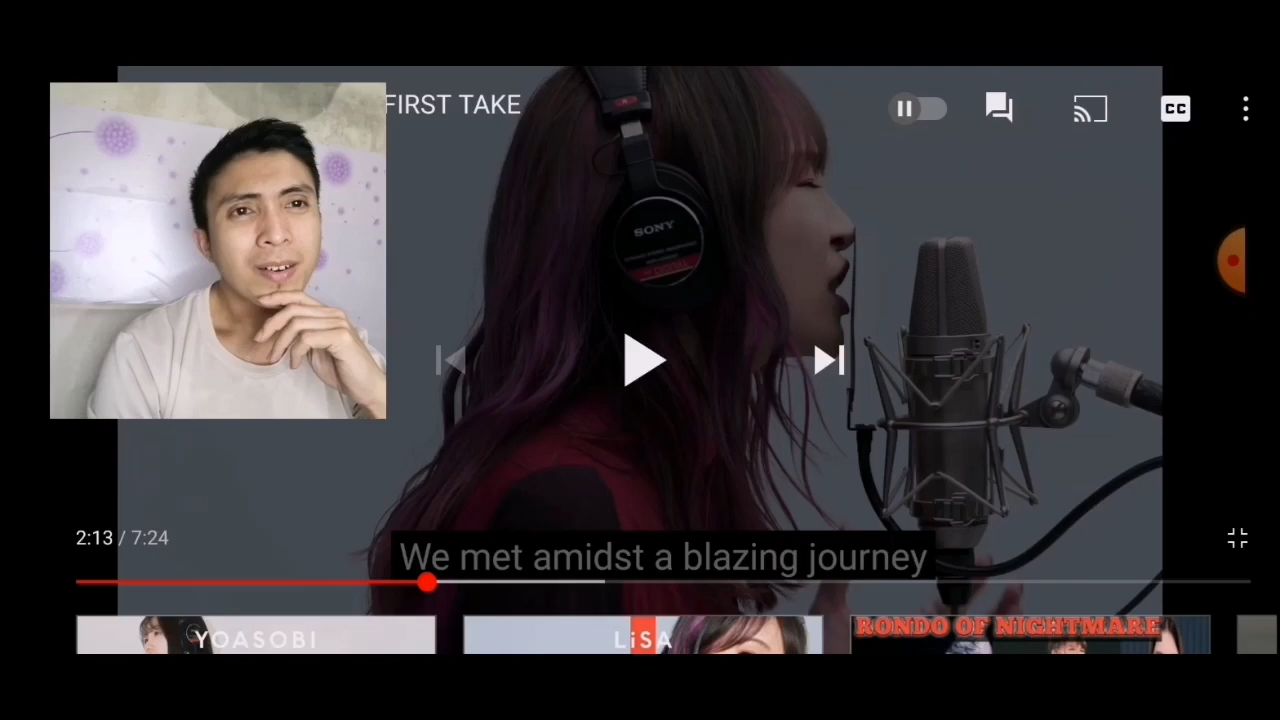 FIRST TAKE
CC
SONY
2:13 / 7:24
We met amidst a blazing journey
YOASOBI
LiSA
RONDO OF NIGHTMARE